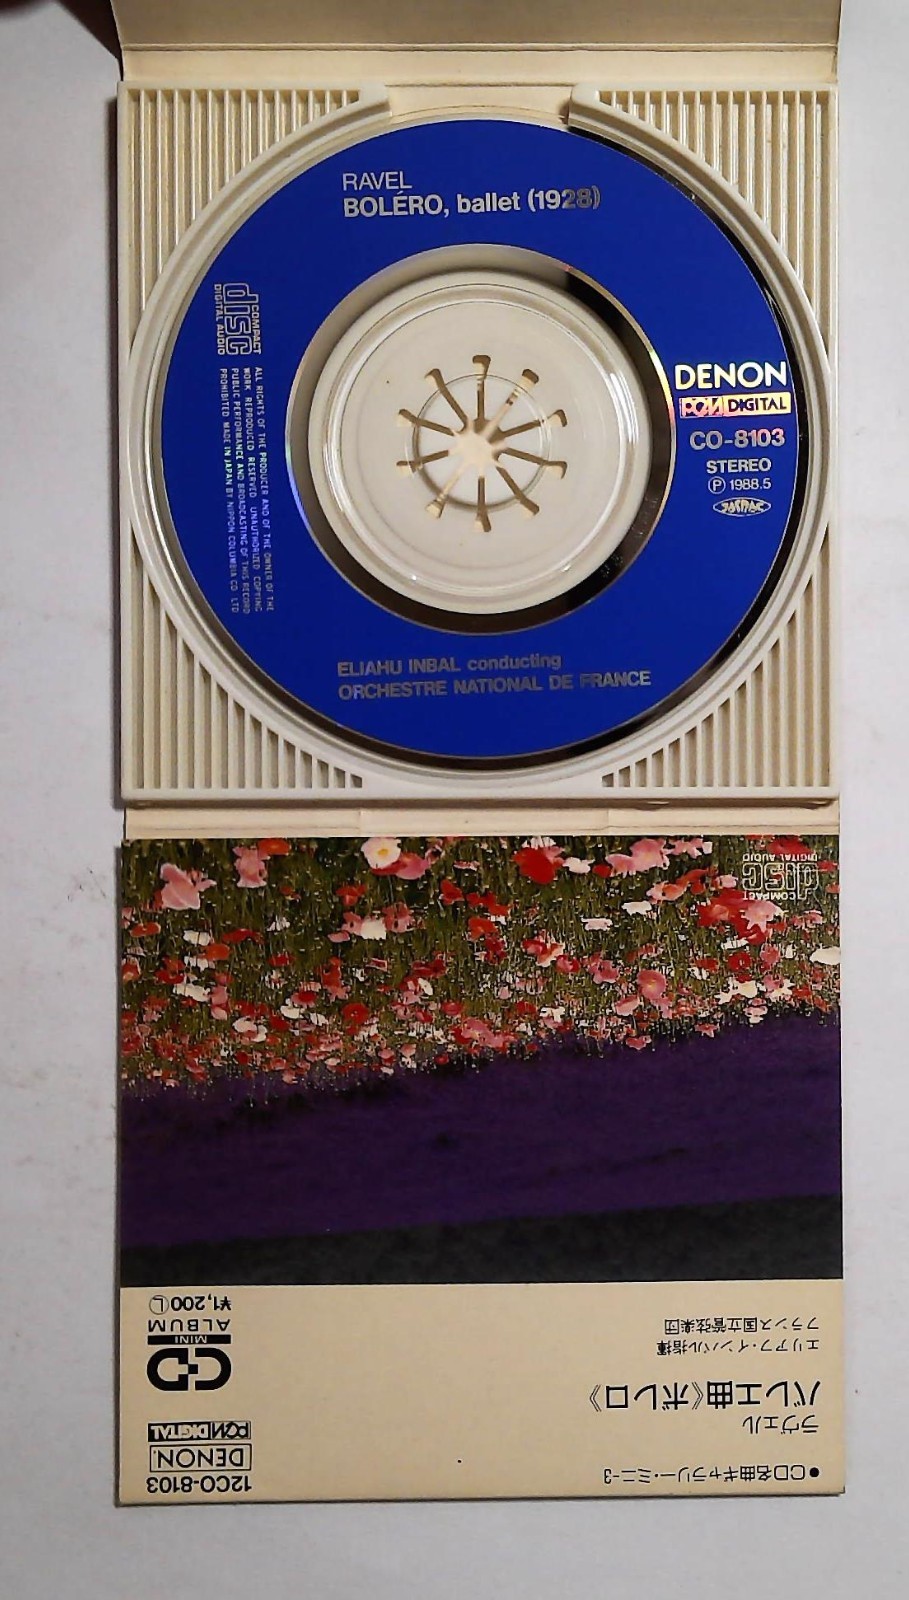 RAVEL
BOLÉRO, ballet (1928)
COMPACT
disc
DIGITAL AUDIO
ALL RIGHTS OF THE PRODUCER AND OF THE OWNER OF THE
WORK REPRODUCED RESERVED UNAUTHORIZED COPYING
PUBLIC PERFORMANCE AND BROADCASTING OF THIS RECORD
PROHIBITED MADE IN JAPAN BY NIPPON COLUMBIA CO. LTD
DENON
PCM DIGITAL
CO-8103
STEREO
Ⓟ 1988.5
JASRAC
ELIAHU INBAL conducting
ORCHESTRE NATIONAL DE FRANCE
●CD名曲ギャラリー・ミニ-3
ラヴェル
バレエ曲《ボレロ》
エリアフ・インバル指揮
フランス国立管弦楽団
12CO-8103
DENON
PCM DIGITAL
CD
MINI
ALBUM
¥1,200Ⓛ
COMPACT
disc
DIGITAL AUDIO